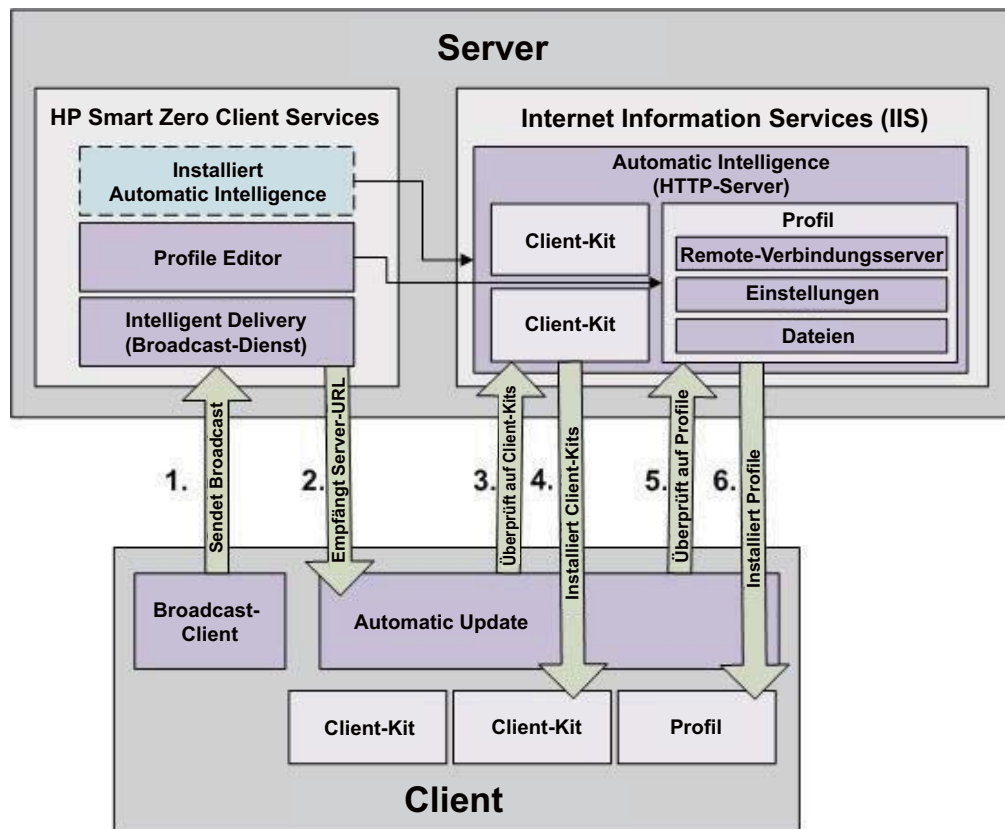 Server
HP Smart Zero Client Services
Installiert
Automatic Intelligence
Profile Editor
Intelligent Delivery
(Broadcast-Dienst)
Internet Information Services (IIS)
Automatic Intelligence
(HTTP-Server)
Client-Kit
Client-Kit
Profil
Remote-Verbindungsserver
Einstellungen
Dateien
1.
Sendet Broadcast
2.
Empfängt Server-URL
3.
Überprüft auf Client-Kits
4.
Installiert Client-Kits
5.
Überprüft auf Profile
6.
Installiert Profile
Broadcast-
Client
Automatic Update
Client-Kit
Client-Kit
Profil
Client